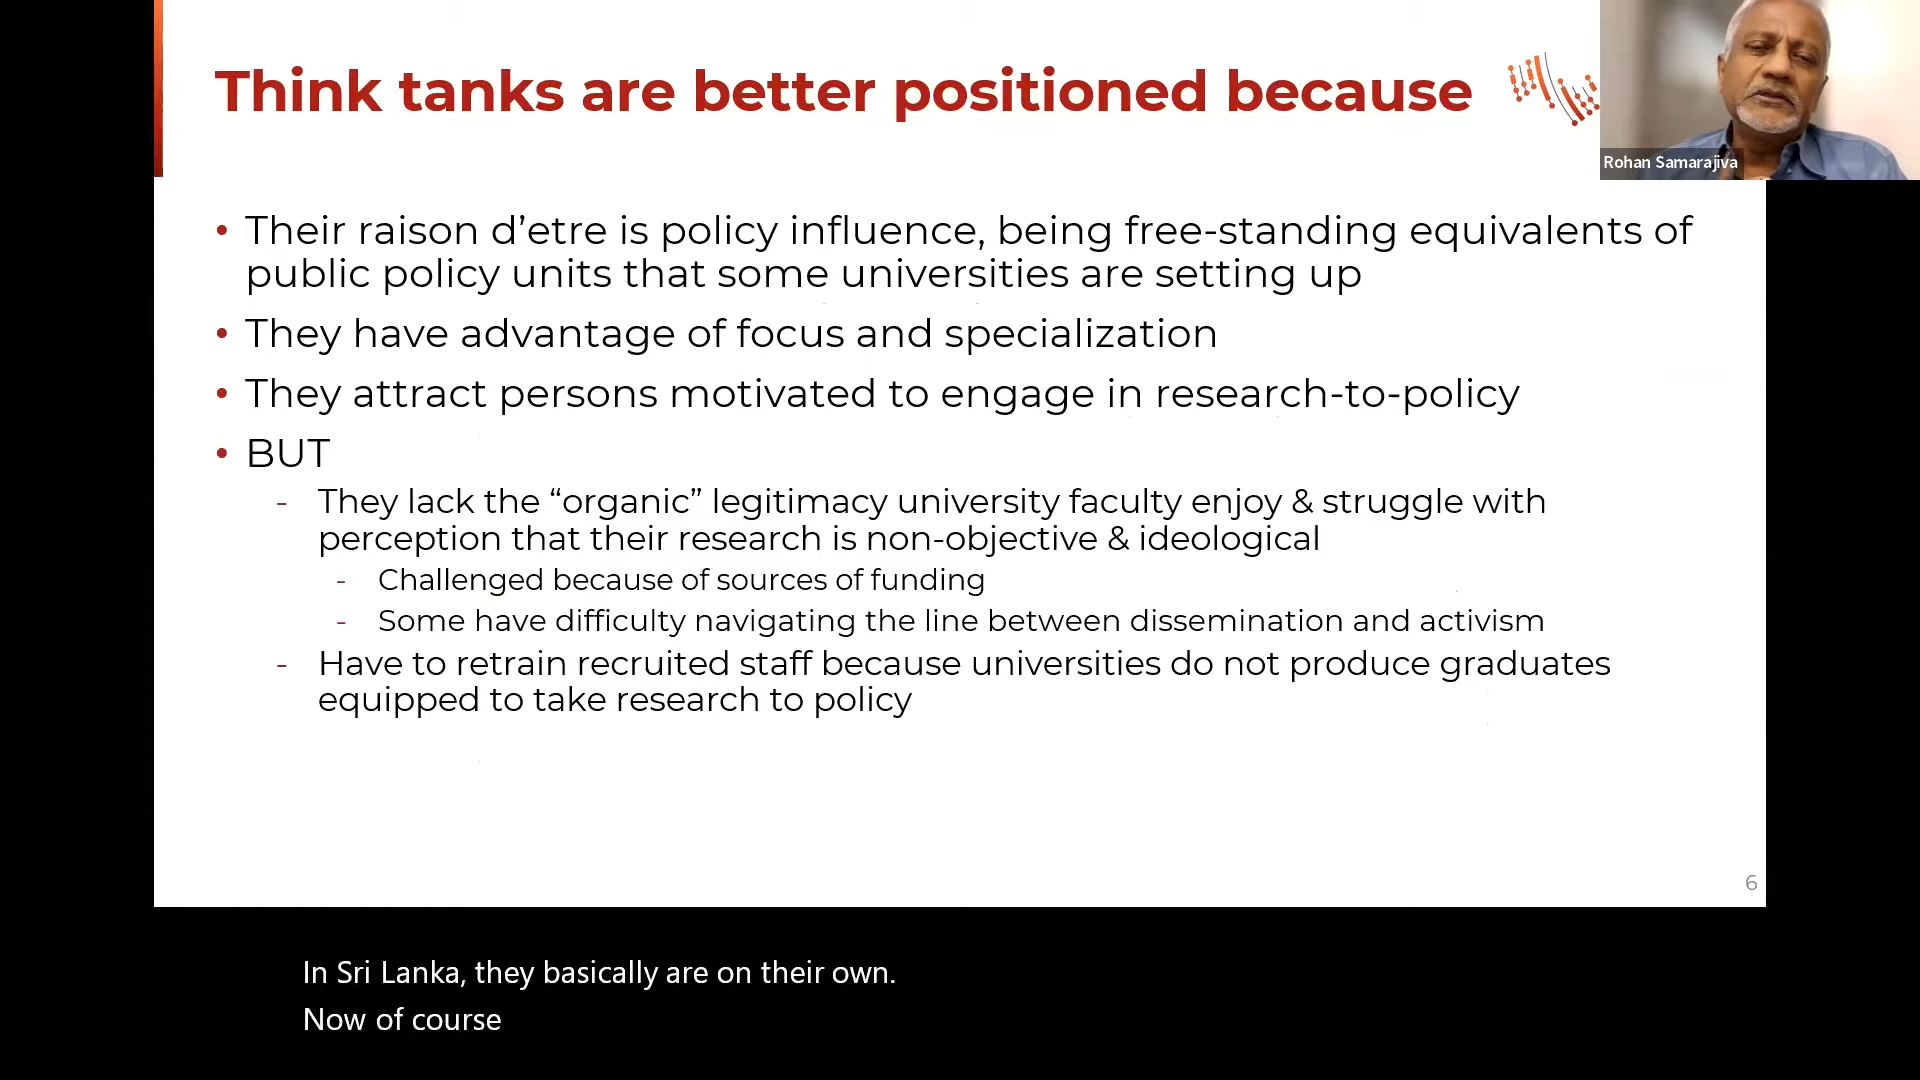 Think tanks are better positioned because
Rohan Samarajiva
• Their raison d’etre is policy influence, being free-standing equivalents of
public policy units that some universities are setting up
• They have advantage of focus and specialization
• They attract persons motivated to engage in research-to-policy
• BUT
- They lack the “organic” legitimacy university faculty enjoy & struggle with
perception that their research is non-objective & ideological
- Challenged because of sources of funding
- Some have difficulty navigating the line between dissemination and activism
- Have to retrain recruited staff because universities do not produce graduates
equipped to take research to policy
6
In Sri Lanka, they basically are on their own.
Now of course